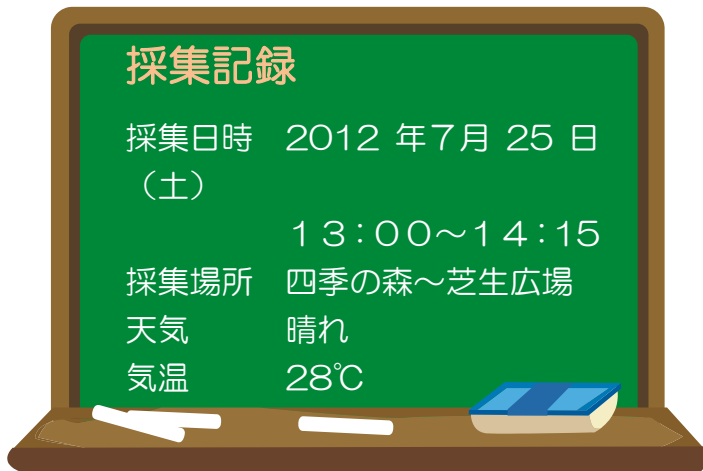 採集記録
採集日時 2012 年７月 25 日
（土）
１３：００～１４：15
採集場所 四季の森～芝生広場
天気 晴れ
気温 28℃